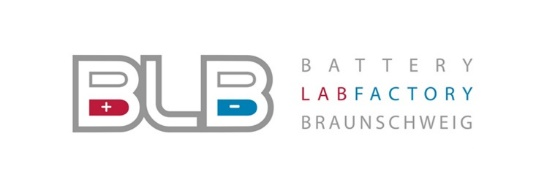 BLB
+ -
BATTERY
LABFACTORY
BRAUNSCHWEIG